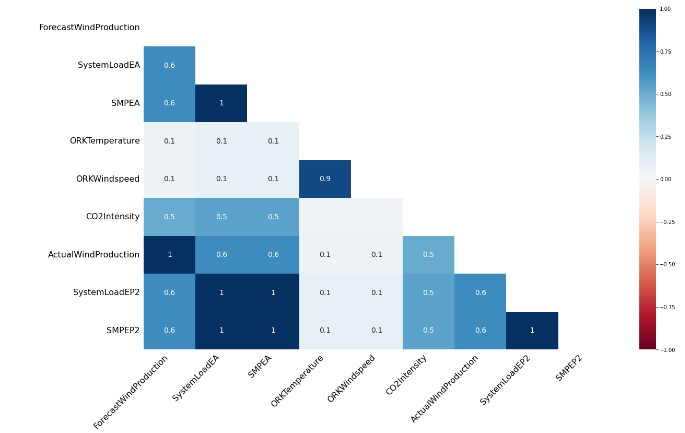 ForecastWindProduction
SystemLoadEA 0.6
SMPEA 0.6 1
ORKTemperature 0.1 0.1 0.1
ORKWindspeed 0.1 0.1 0.1 0.9
CO2Intensity 0.5 0.5 0.5
ActualWindProduction 1 0.6 0.6 0.1 0.1 0.5
SystemLoadEP2 0.6 1 1 0.1 0.1 0.5 0.6
SMPEP2 0.6 1 1 0.1 0.1 0.5 0.6 1
ForecastWindProduction
SystemLoadEA
SMPEA
ORKTemperature
ORKWindspeed
CO2Intensity
ActualWindProduction
SystemLoadEP2
SMPEP2
1.00
0.75
0.50
0.25
0.00
−0.25
−0.50
−0.75
−1.00